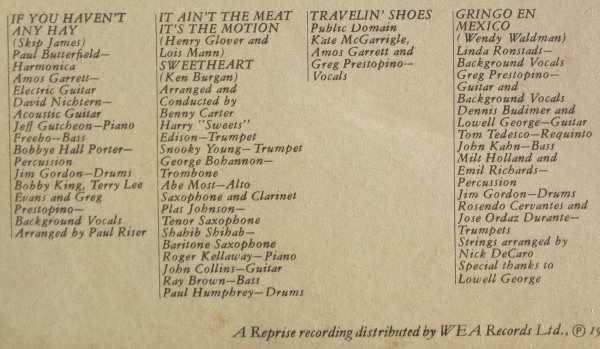 IF YOU HAVEN'T
ANY HAY
(Skip James)
Paul Butterfield—
Harmonica
Amos Garrett—
Electric Guitar
David Nichtern—
Acoustic Guitar
Jeff Gutcheon—Piano
Freebo—Bass
Bobbye Hall Porter—
Percussion
Jim Gordon—Drums
Bobby King, Terry Lee
Evans and Greg
Prestopino—
Background Vocals
Arranged by Paul Riser
IT AIN'T THE MEAT
IT'S THE MOTION
(Henry Glover and
Lois Mann)
SWEETHEART
(Ken Burgan)
Arranged and
Conducted by
Benny Carter
Harry "Sweets"
Edison—Trumpet
Snooky Young—Trumpet
George Bohannon—
Trombone
Abe Most—Alto
Saxophone and Clarinet
Plas Johnson—
Tenor Saxophone
Shahib Shihab—
Baritone Saxophone
Roger Kellaway—Piano
John Collins—Guitar
Ray Brown—Bass
Paul Humphrey—Drums
TRAVELIN' SHOES
Public Domain
Kate McGarrigle,
Amos Garrett and
Greg Prestopino—
Vocals
GRINGO EN
MEXICO
(Wendy Waldman)
Linda Ronstadt—
Background Vocals
Greg Prestopino—
Guitar and
Background Vocals
Dennis Budimer and
Lowell George—Guitar
Tom Tedesco—Requinto
John Kahn—Bass
Milt Holland and
Emil Richards—
Percussion
Jim Gordon—Drums
Rosendo Cervantes and
Jose Ordaz Durante—
Trumpets
Strings arranged by
Nick DeCaro
Special thanks to
Lowell George
A Reprise recording distributed by WEA Records Ltd., ℗ 19